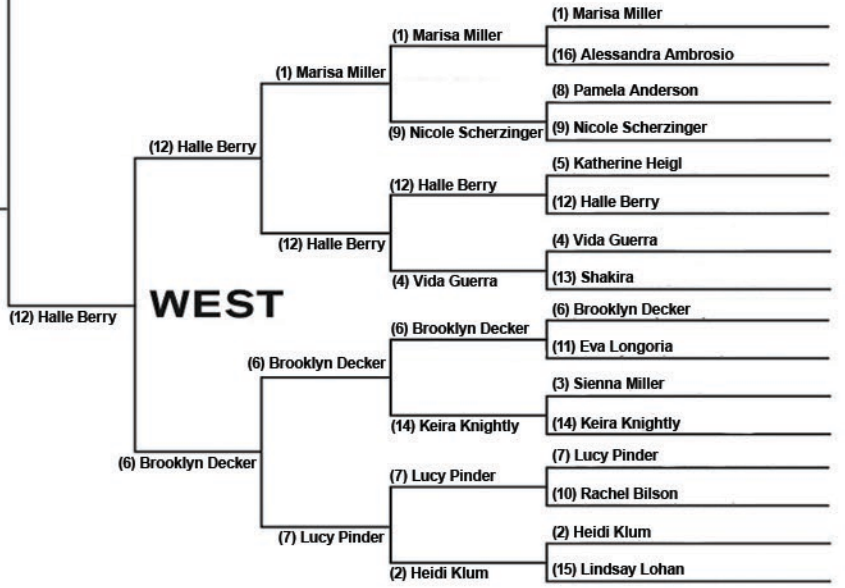 (1) Marisa Miller
(16) Alessandra Ambrosio
(8) Pamela Anderson
(9) Nicole Scherzinger
(5) Katherine Heigl
(12) Halle Berry
(4) Vida Guerra
(13) Shakira
(6) Brooklyn Decker
(11) Eva Longoria
(3) Sienna Miller
(14) Keira Knightly
(7) Lucy Pinder
(10) Rachel Bilson
(2) Heidi Klum
(15) Lindsay Lohan
(1) Marisa Miller
(9) Nicole Scherzinger
(12) Halle Berry
(4) Vida Guerra
(6) Brooklyn Decker
(14) Keira Knightly
(7) Lucy Pinder
(2) Heidi Klum
(1) Marisa Miller
(12) Halle Berry
(6) Brooklyn Decker
(7) Lucy Pinder
(12) Halle Berry
(6) Brooklyn Decker
WEST
(12) Halle Berry